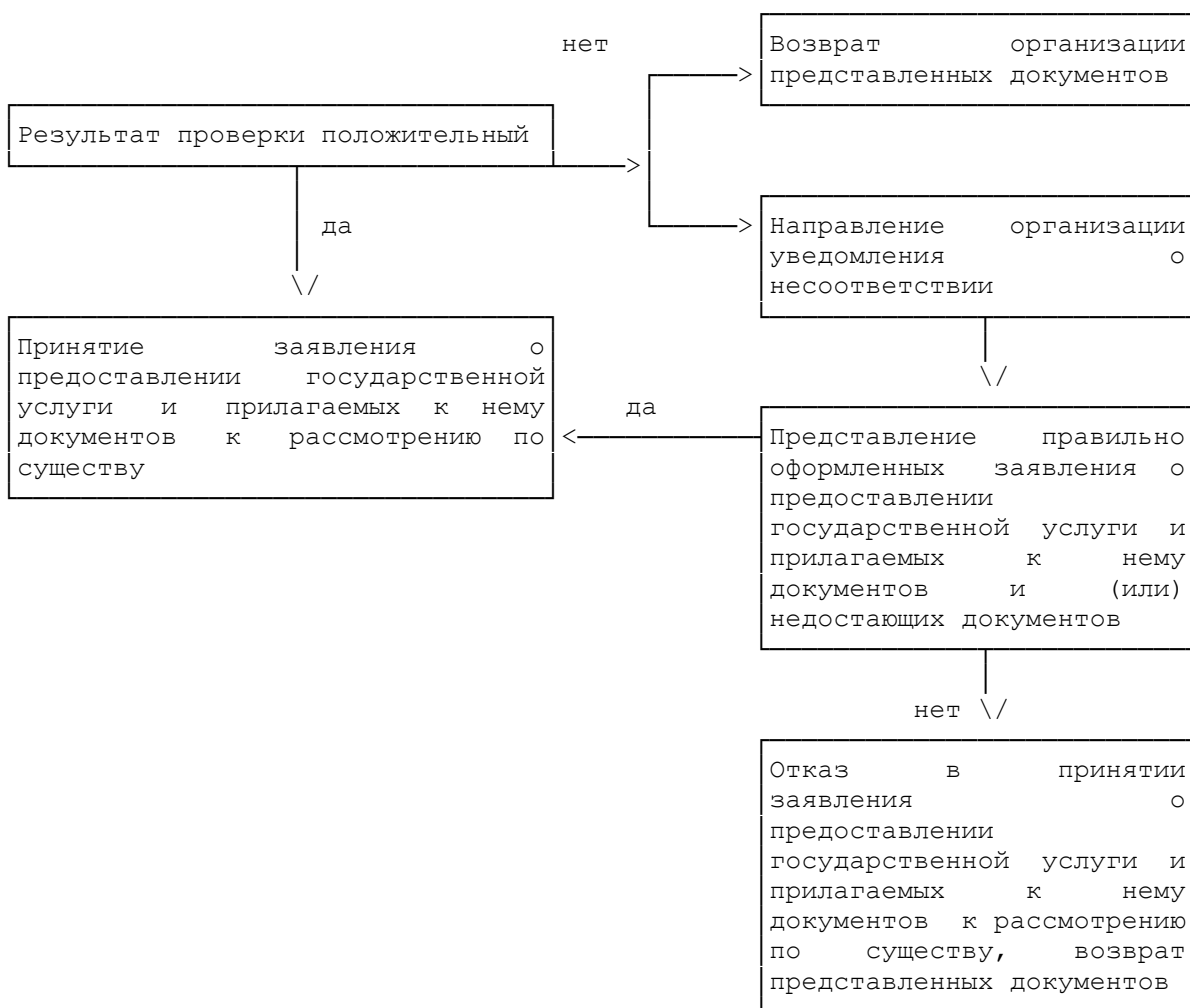 нет
Возврат организации
представленных документов
Результат проверки положительный
да
Направление организации
уведомления о
несоответствии
Принятие заявления о
предоставлении государственной
услуги и прилагаемых к нему
документов к рассмотрению по
существу
да
Представление правильно
оформленных заявления о
предоставлении
государственной услуги и
прилагаемых к нему
документов и (или)
недостающих документов
нет
Отказ в принятии
заявления о
предоставлении
государственной услуги и
прилагаемых к нему
документов к рассмотрению
по существу, возврат
представленных документов